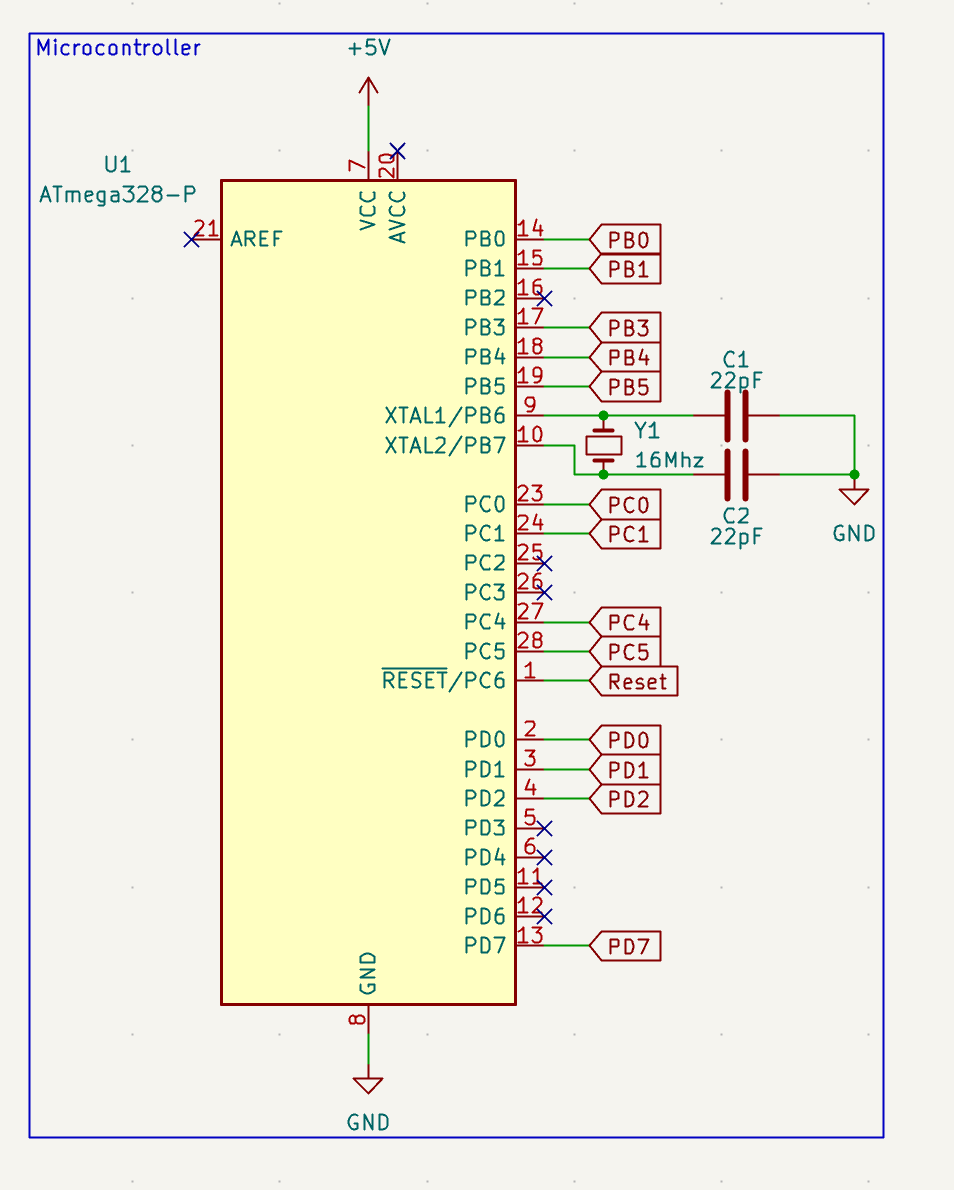 Microcontroller
+5V
U1
ATmega328-P
7
20
VCC
AVCC
21
AREF
PB0 14 PB0
PB1 15 PB1
PB2 16
PB3 17 PB3
PB4 18 PB4
PB5 19 PB5
XTAL1/PB6 9
XTAL2/PB7 10
C1
22pF
Y1
16Mhz
C2
22pF
GND
PC0 23 PC0
PC1 24 PC1
PC2 25
PC3 26
PC4 27 PC4
PC5 28 PC5
RESET/PC6 1 Reset
PD0 2 PD0
PD1 3 PD1
PD2 4 PD2
PD3 5
PD4 6
PD5 11
PD6 12
PD7 13 PD7
GND
8
GND